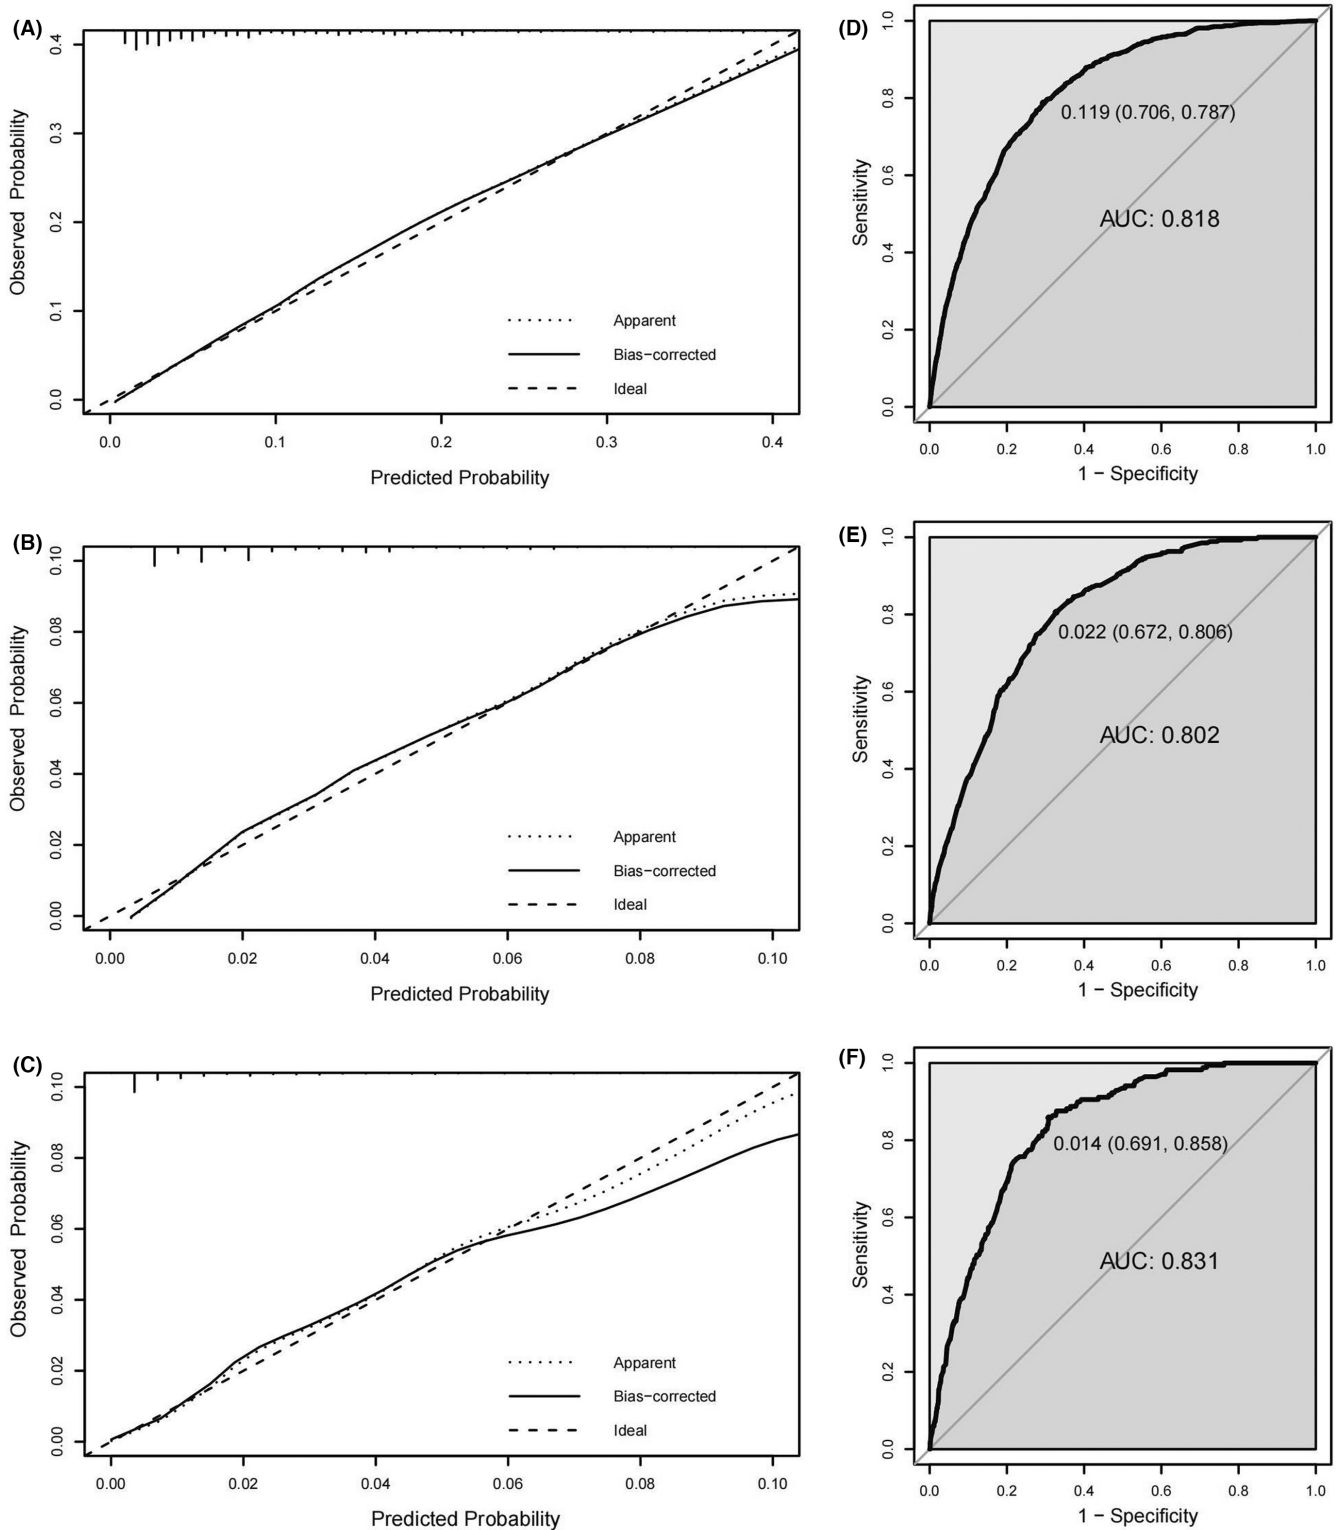 (A)
0.4
0.3
0.2
0.1
0.0
Observed Probability
Apparent
Bias−corrected
Ideal
0.0 0.1 0.2 0.3 0.4
Predicted Probability
(D)
1.0
0.8
0.6
0.4
0.2
0.0
Sensitivity
0.119 (0.706, 0.787)
AUC: 0.818
0.0 0.2 0.4 0.6 0.8 1.0
1 − Specificity
(B)
0.10
0.08
0.06
0.04
0.02
0.00
Observed Probability
Apparent
Bias−corrected
Ideal
0.00 0.02 0.04 0.06 0.08 0.10
Predicted Probability
(E)
1.0
0.8
0.6
0.4
0.2
0.0
Sensitivity
0.022 (0.672, 0.806)
AUC: 0.802
0.0 0.2 0.4 0.6 0.8 1.0
1 − Specificity
(C)
0.10
0.08
0.06
0.04
0.02
0.00
Observed Probability
Apparent
Bias−corrected
Ideal
0.00 0.02 0.04 0.06 0.08 0.10
Predicted Probability
(F)
1.0
0.8
0.6
0.4
0.2
0.0
Sensitivity
0.014 (0.691, 0.858)
AUC: 0.831
0.0 0.2 0.4 0.6 0.8 1.0
1 − Specificity